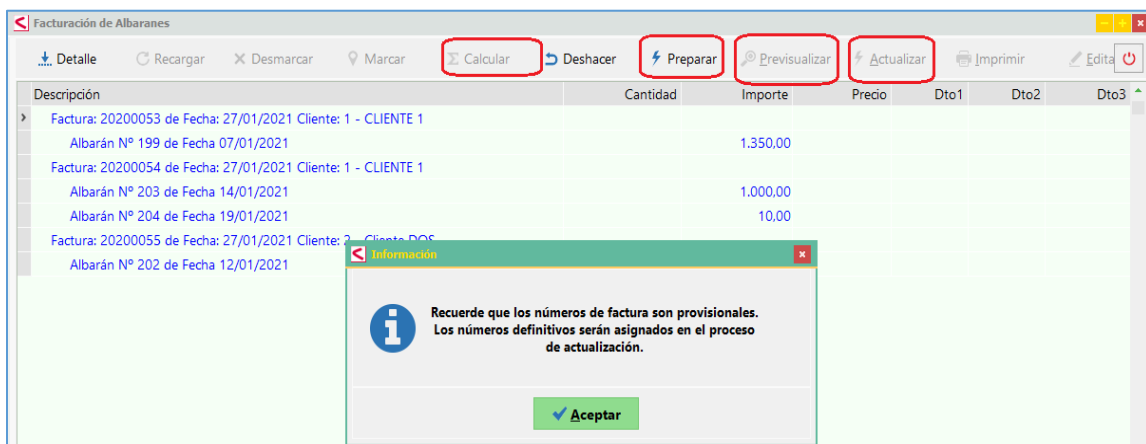 Facturación de Albaranes
Detalle Recargar Desmarcar Marcar Calcular Deshacer Preparar Previsualizar Actualizar Imprimir Edita
Descripción Cantidad Importe Precio Dto1 Dto2 Dto3
Factura: 20200053 de Fecha: 27/01/2021 Cliente: 1 - CLIENTE 1
Albarán Nº 199 de Fecha 07/01/2021 1.350,00
Factura: 20200054 de Fecha: 27/01/2021 Cliente: 1 - CLIENTE 1
Albarán Nº 203 de Fecha 14/01/2021 1.000,00
Albarán Nº 204 de Fecha 19/01/2021 10,00
Factura: 20200055 de Fecha: 27/01/2021 Cliente: 2 - Cliente DOS
Albarán Nº 202 de Fecha 12/01/2021
Información
Recuerde que los números de factura son provisionales.
Los números definitivos serán asignados en el proceso
de actualización.
Aceptar